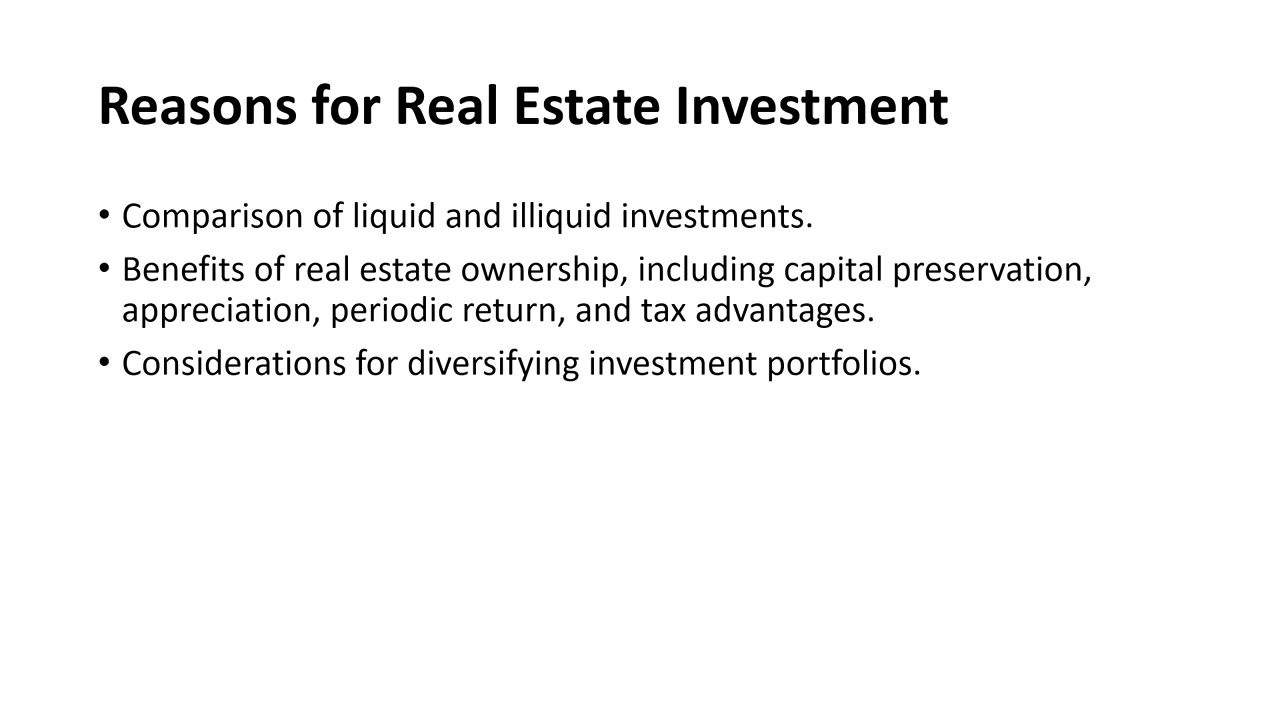 Reasons for Real Estate Investment
• Comparison of liquid and illiquid investments.
• Benefits of real estate ownership, including capital preservation,
appreciation, periodic return, and tax advantages.
• Considerations for diversifying investment portfolios.